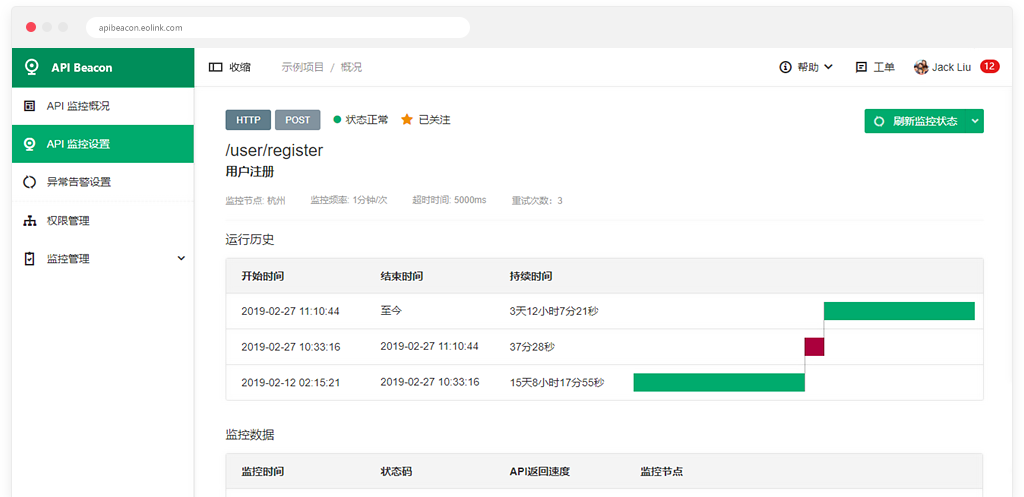 apibeacon.eolink.com
API Beacon
收缩
示例项目 / 概况
帮助
工单
Jack Liu
12
API 监控概况
API 监控设置
异常告警设置
权限管理
监控管理
HTTP
POST
状态正常
已关注
刷新监控状态
/user/register
用户注册
监控节点: 杭州
监控频率: 1分钟/次
超时时间: 5000ms
重试次数: 3
运行历史
开始时间 结束时间 持续时间
2019-02-27 11:10:44 至今 3天12小时7分21秒
2019-02-27 10:33:16 2019-02-27 11:10:44 37分28秒
2019-02-12 02:15:21 2019-02-27 10:33:16 15天8小时17分55秒
监控数据
监控时间 状态码 API返回速度 监控节点